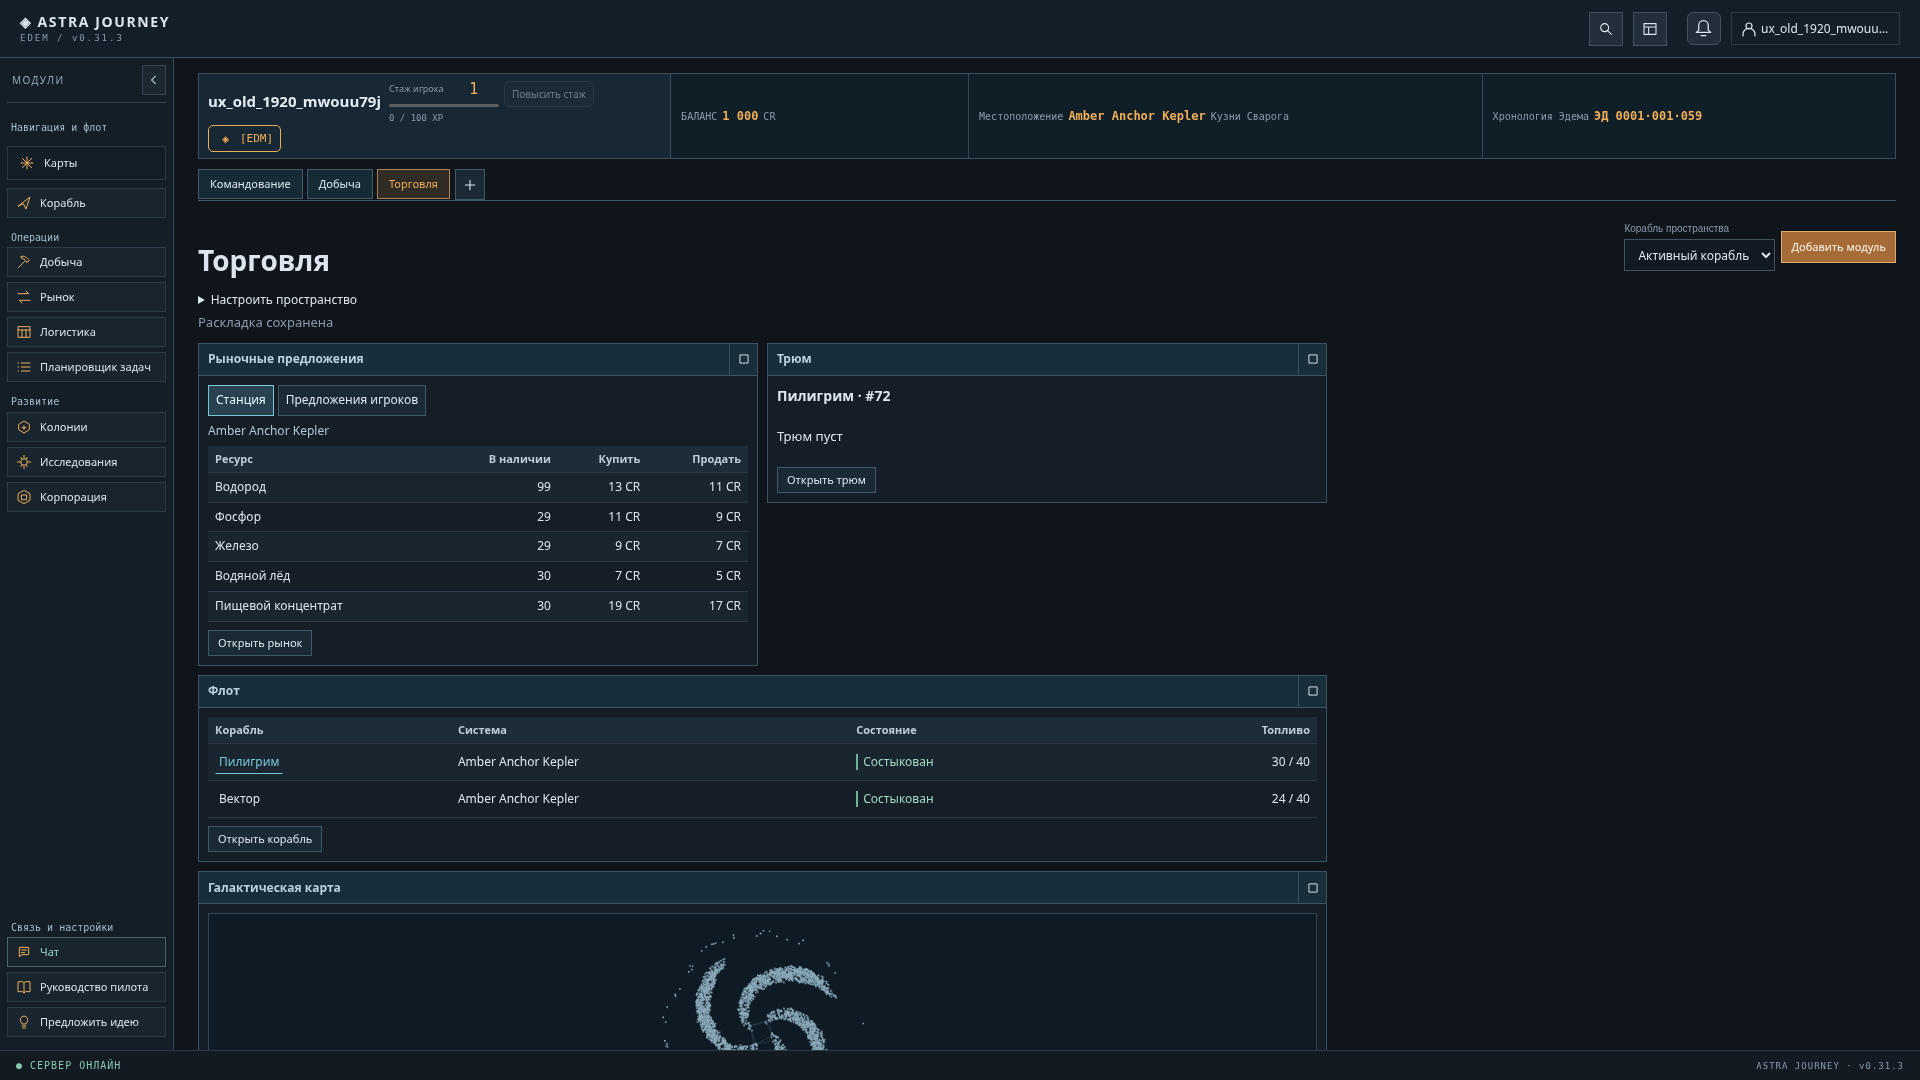 ◈ ASTRA JOURNEY
EDEM / v0.31.3
ux_old_1920_mwouu...
МОДУЛИ
Навигация и флот
Карты
Корабль
Операции
Добыча
Рынок
Логистика
Планировщик задач
Развитие
Колонии
Исследования
Корпорация
Связь и настройки
Чат
Руководство пилота
Предложить идею
ux_old_1920_mwouu79j
Стаж игрока 1
0 / 100 XP
Повысить стаж
◈ [EDM]
БАЛАНС 1 000 CR
Местоположение Amber Anchor Kepler Кузни Сварога
Хронология Эдема ЭД 0001·001·059
Командование Добыча Торговля +
Торговля
Корабль пространства
Активный корабль
Добавить модуль
▶ Настроить пространство
Раскладка сохранена
Рыночные предложения
Станция Предложения игроков
Amber Anchor Kepler
Ресурс В наличии Купить Продать
Водород 99 13 CR 11 CR
Фосфор 29 11 CR 9 CR
Железо 29 9 CR 7 CR
Водяной лёд 30 7 CR 5 CR
Пищевой концентрат 30 19 CR 17 CR
Открыть рынок
Трюм
Пилигрим · #72
Трюм пуст
Открыть трюм
Флот
Корабль Система Состояние Топливо
Пилигрим Amber Anchor Kepler Состыкован 30 / 40
Вектор Amber Anchor Kepler Состыкован 24 / 40
Открыть корабль
Галактическая карта
● СЕРВЕР ОНЛАЙН
ASTRA JOURNEY · v0.31.3